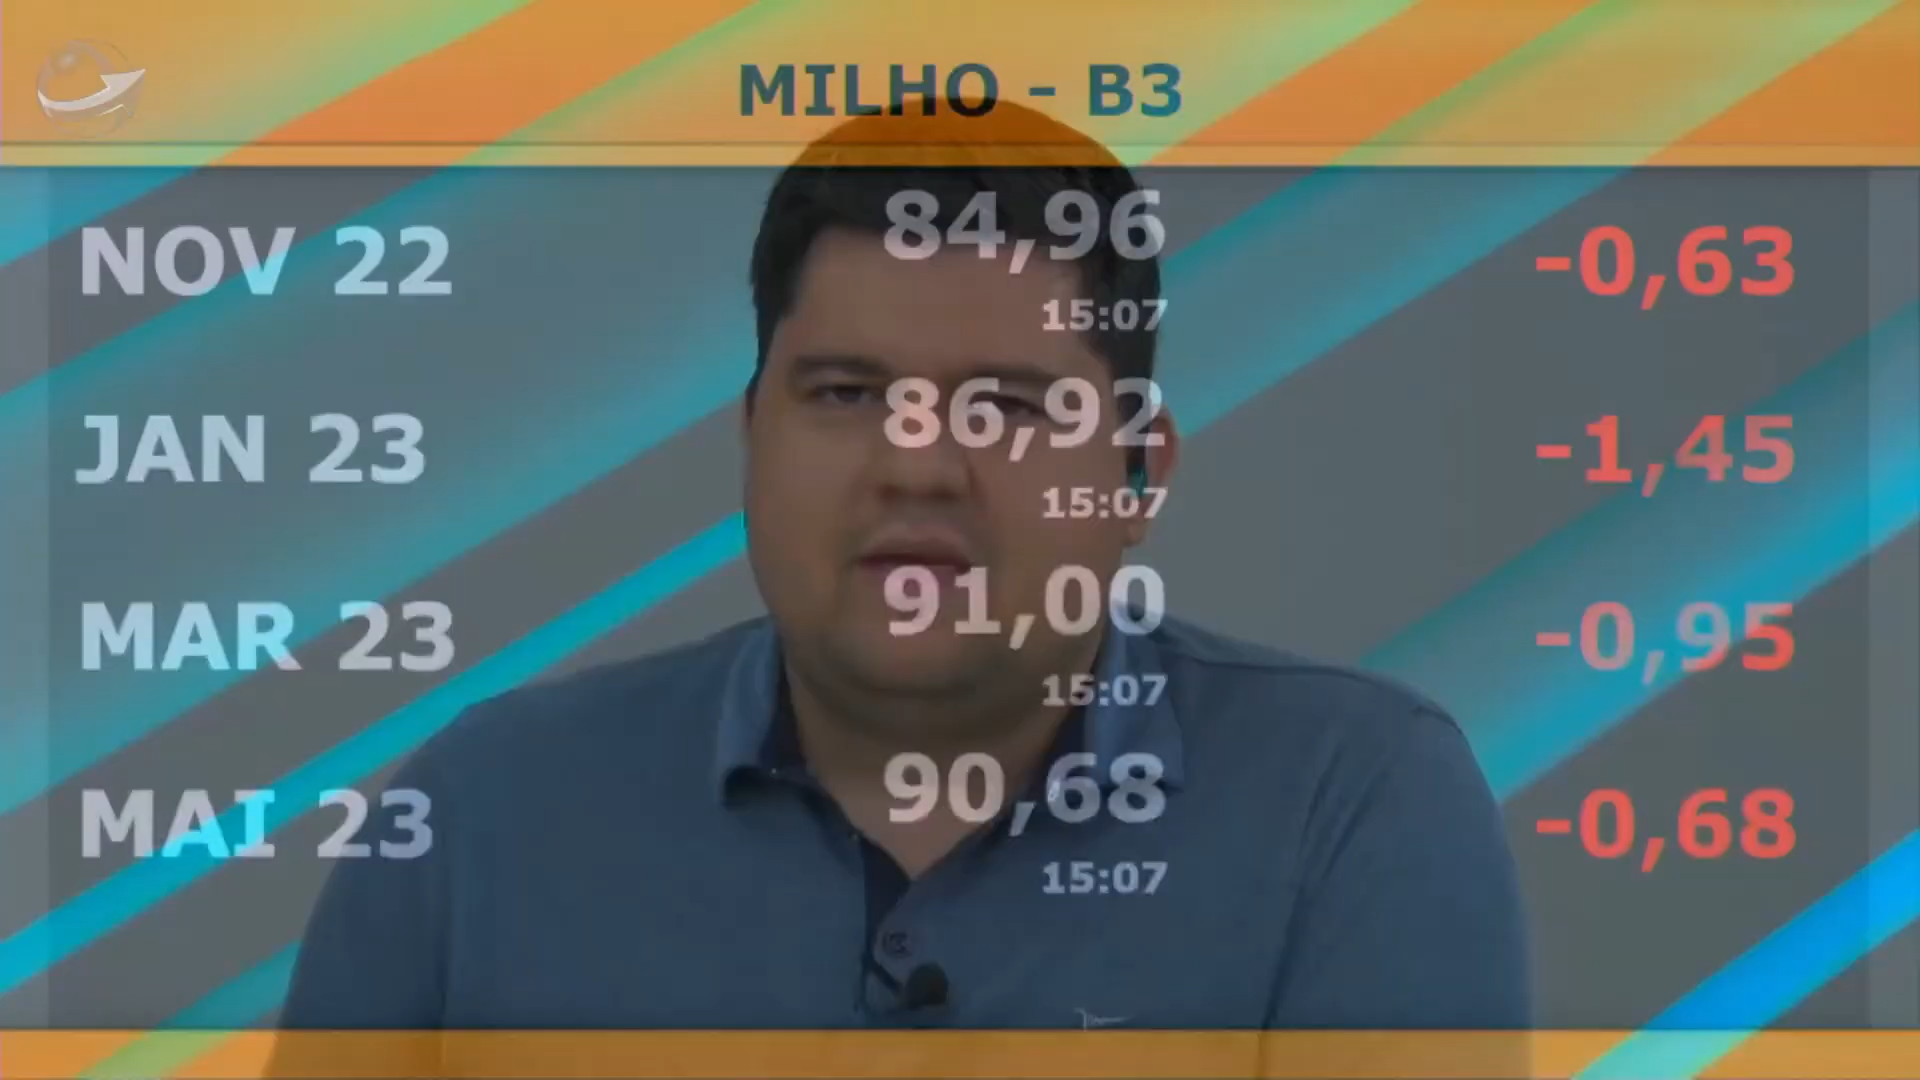 MILHO - B3
NOV 22 84,96 -0,63
15:07
JAN 23 86,92 -1,45
15:07
MAR 23 91,00 -0,95
15:07
MAI 23 90,68 -0,68
15:07